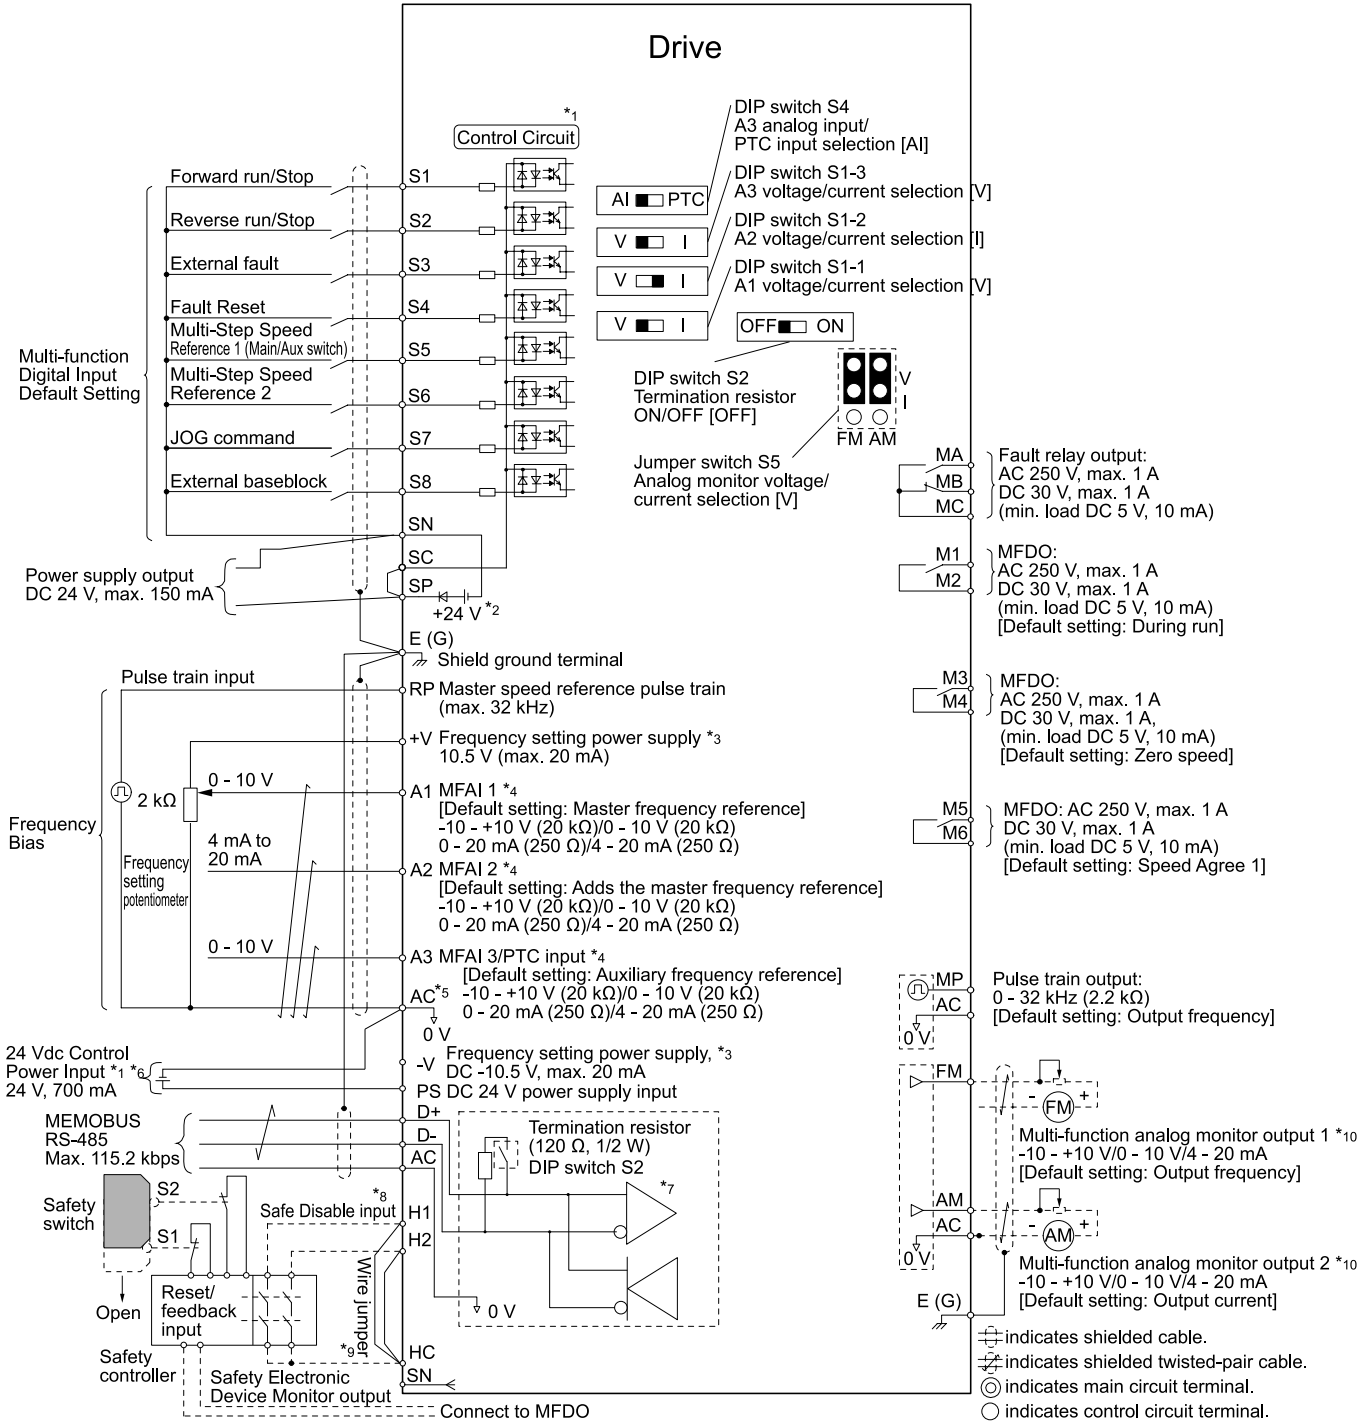 Drive
*1
Control Circuit
DIP switch S4
A3 analog input/
PTC input selection [AI]
DIP switch S1-3
A3 voltage/current selection [V]
DIP switch S1-2
A2 voltage/current selection [I]
DIP switch S1-1
A1 voltage/current selection [V]
AI PTC
V I
V I
V I
OFF ON
DIP switch S2
Termination resistor
ON/OFF [OFF]
V
I
FM AM
Jumper switch S5
Analog monitor voltage/
current selection [V]
Multi-function
Digital Input
Default Setting
Forward run/Stop
S1
Reverse run/Stop
S2
External fault
S3
Fault Reset
S4
Multi-Step Speed
Reference 1 (Main/Aux switch)
S5
Multi-Step Speed
Reference 2
S6
JOG command
S7
External baseblock
S8
SN
SC
SP
+24 V *2
Power supply output
DC 24 V, max. 150 mA
E (G)
Shield ground terminal
Pulse train input
RP Master speed reference pulse train
(max. 32 kHz)
+V Frequency setting power supply *3
10.5 V (max. 20 mA)
0 - 10 V
2 kΩ
A1 MFAI 1 *4
[Default setting: Master frequency reference]
-10 - +10 V (20 kΩ)/0 - 10 V (20 kΩ)
0 - 20 mA (250 Ω)/4 - 20 mA (250 Ω)
Frequency
Bias
4 mA to
20 mA
Frequency
setting
potentiometer
A2 MFAI 2 *4
[Default setting: Adds the master frequency reference]
-10 - +10 V (20 kΩ)/0 - 10 V (20 kΩ)
0 - 20 mA (250 Ω)/4 - 20 mA (250 Ω)
0 - 10 V
A3 MFAI 3/PTC input *4
[Default setting: Auxiliary frequency reference]
-10 - +10 V (20 kΩ)/0 - 10 V (20 kΩ)
0 - 20 mA (250 Ω)/4 - 20 mA (250 Ω)
AC *5
0 V
-V Frequency setting power supply, *3
DC -10.5 V, max. 20 mA
24 Vdc Control
Power Input *1 *6
24 V, 700 mA
PS DC 24 V power supply input
MEMOBUS
RS-485
Max. 115.2 kbps
D+
D-
AC
Termination resistor
(120 Ω, 1/2 W)
DIP switch S2
*7
0 V
Safety
switch
S2
S1
Open
*8
Safe Disable input
H1
H2
Wire jumper
Reset/
feedback
input
*9
HC
SN
Safety
controller
Safety Electronic
Device Monitor output
Connect to MFDO
MA
MB
MC
Fault relay output:
AC 250 V, max. 1 A
DC 30 V, max. 1 A
(min. load DC 5 V, 10 mA)
M1
M2
MFDO:
AC 250 V, max. 1 A
DC 30 V, max. 1 A
(min. load DC 5 V, 10 mA)
[Default setting: During run]
M3
M4
MFDO:
AC 250 V, max. 1 A
DC 30 V, max. 1 A,
(min. load DC 5 V, 10 mA)
[Default setting: Zero speed]
M5
M6
MFDO: AC 250 V, max. 1 A
DC 30 V, max. 1 A
(min. load DC 5 V, 10 mA)
[Default setting: Speed Agree 1]
MP
AC
0 V
Pulse train output:
0 - 32 kHz (2.2 kΩ)
[Default setting: Output frequency]
FM
- +
FM
Multi-function analog monitor output 1 *10
-10 - +10 V/0 - 10 V/4 - 20 mA
[Default setting: Output frequency]
AM
AC
0 V
- +
AM
Multi-function analog monitor output 2 *10
-10 - +10 V/0 - 10 V/4 - 20 mA
[Default setting: Output current]
E (G)
indicates shielded cable.
indicates shielded twisted-pair cable.
indicates main circuit terminal.
indicates control circuit terminal.